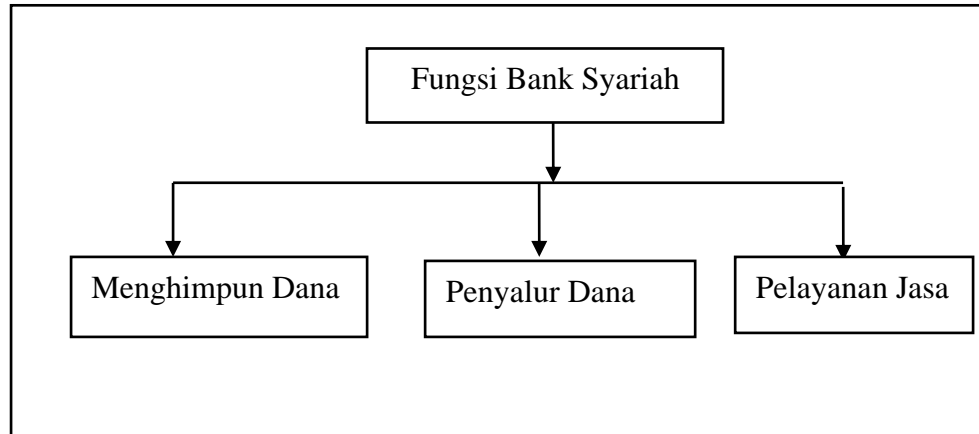 Fungsi Bank Syariah
Menghimpun Dana
Penyalur Dana
Pelayanan Jasa